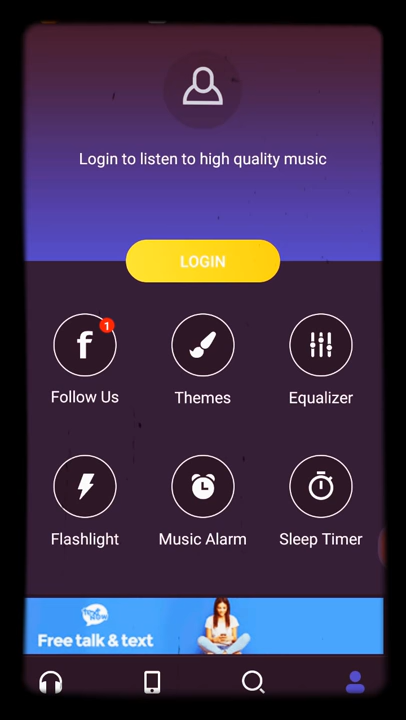 Login to listen to high quality music
LOGIN
1
Follow Us
Themes
Equalizer
Flashlight
Music Alarm
Sleep Timer
Free talk & text